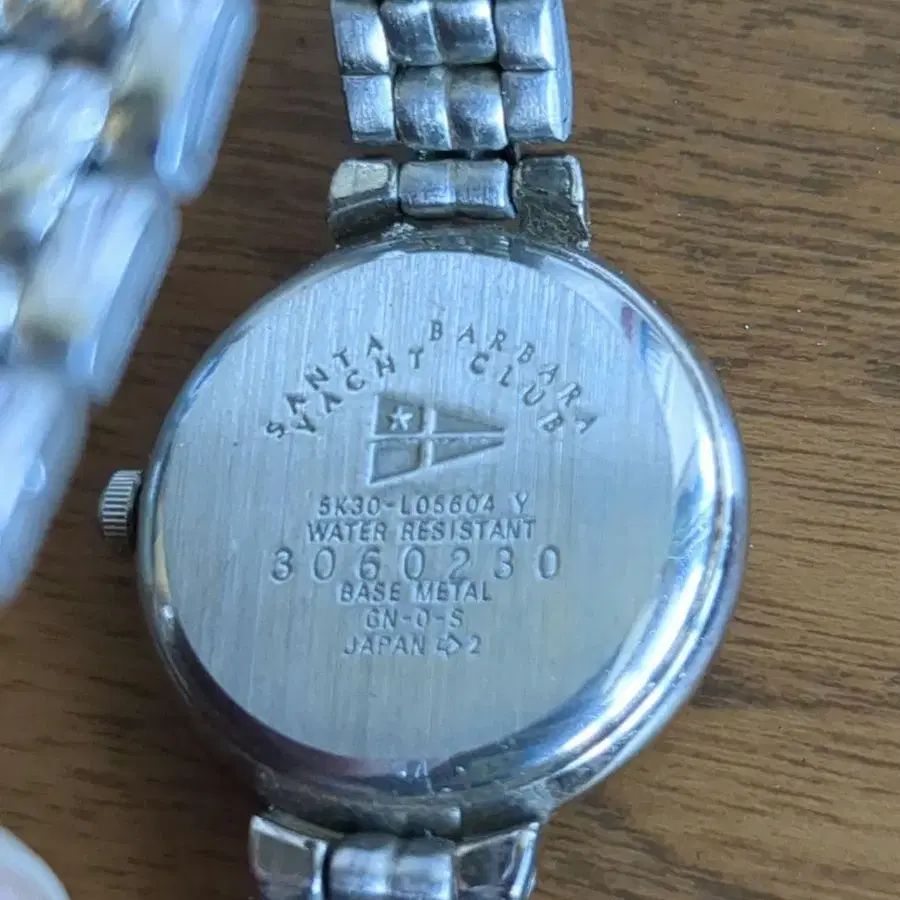 SANTA BARBARA
YACHT CLUB
5K30-L05604 Y
WATER RESISTANT
3060230
BASE METAL
GN-0-S
JAPAN ➩ 2